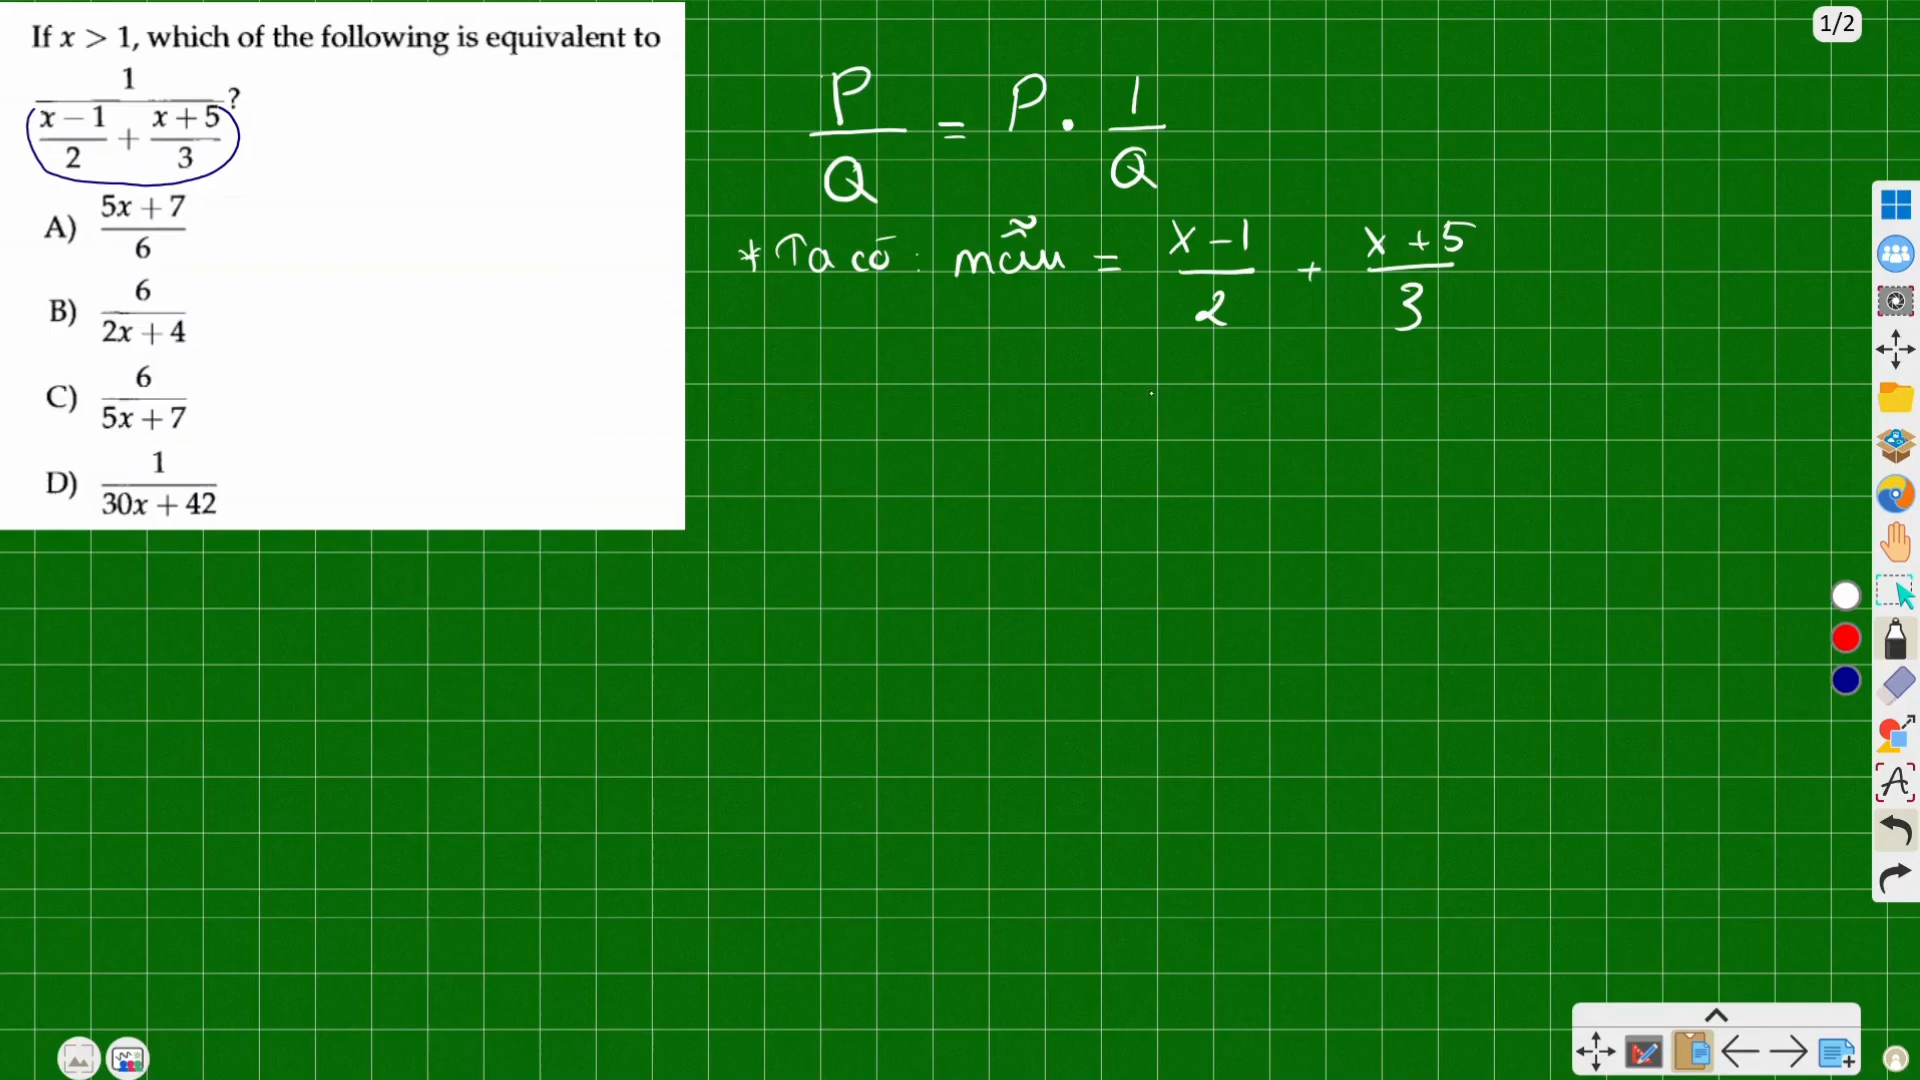 If x > 1, which of the following is equivalent to
1 / ((x − 1)/2 + (x + 5)/3) ?
A) (5x + 7)/6
B) 6/(2x + 4)
C) 6/(5x + 7)
D) 1/(30x + 42)
1/2
P/Q = P · 1/Q
* Ta có : mẫu = (x − 1)/2 + (x + 5)/3